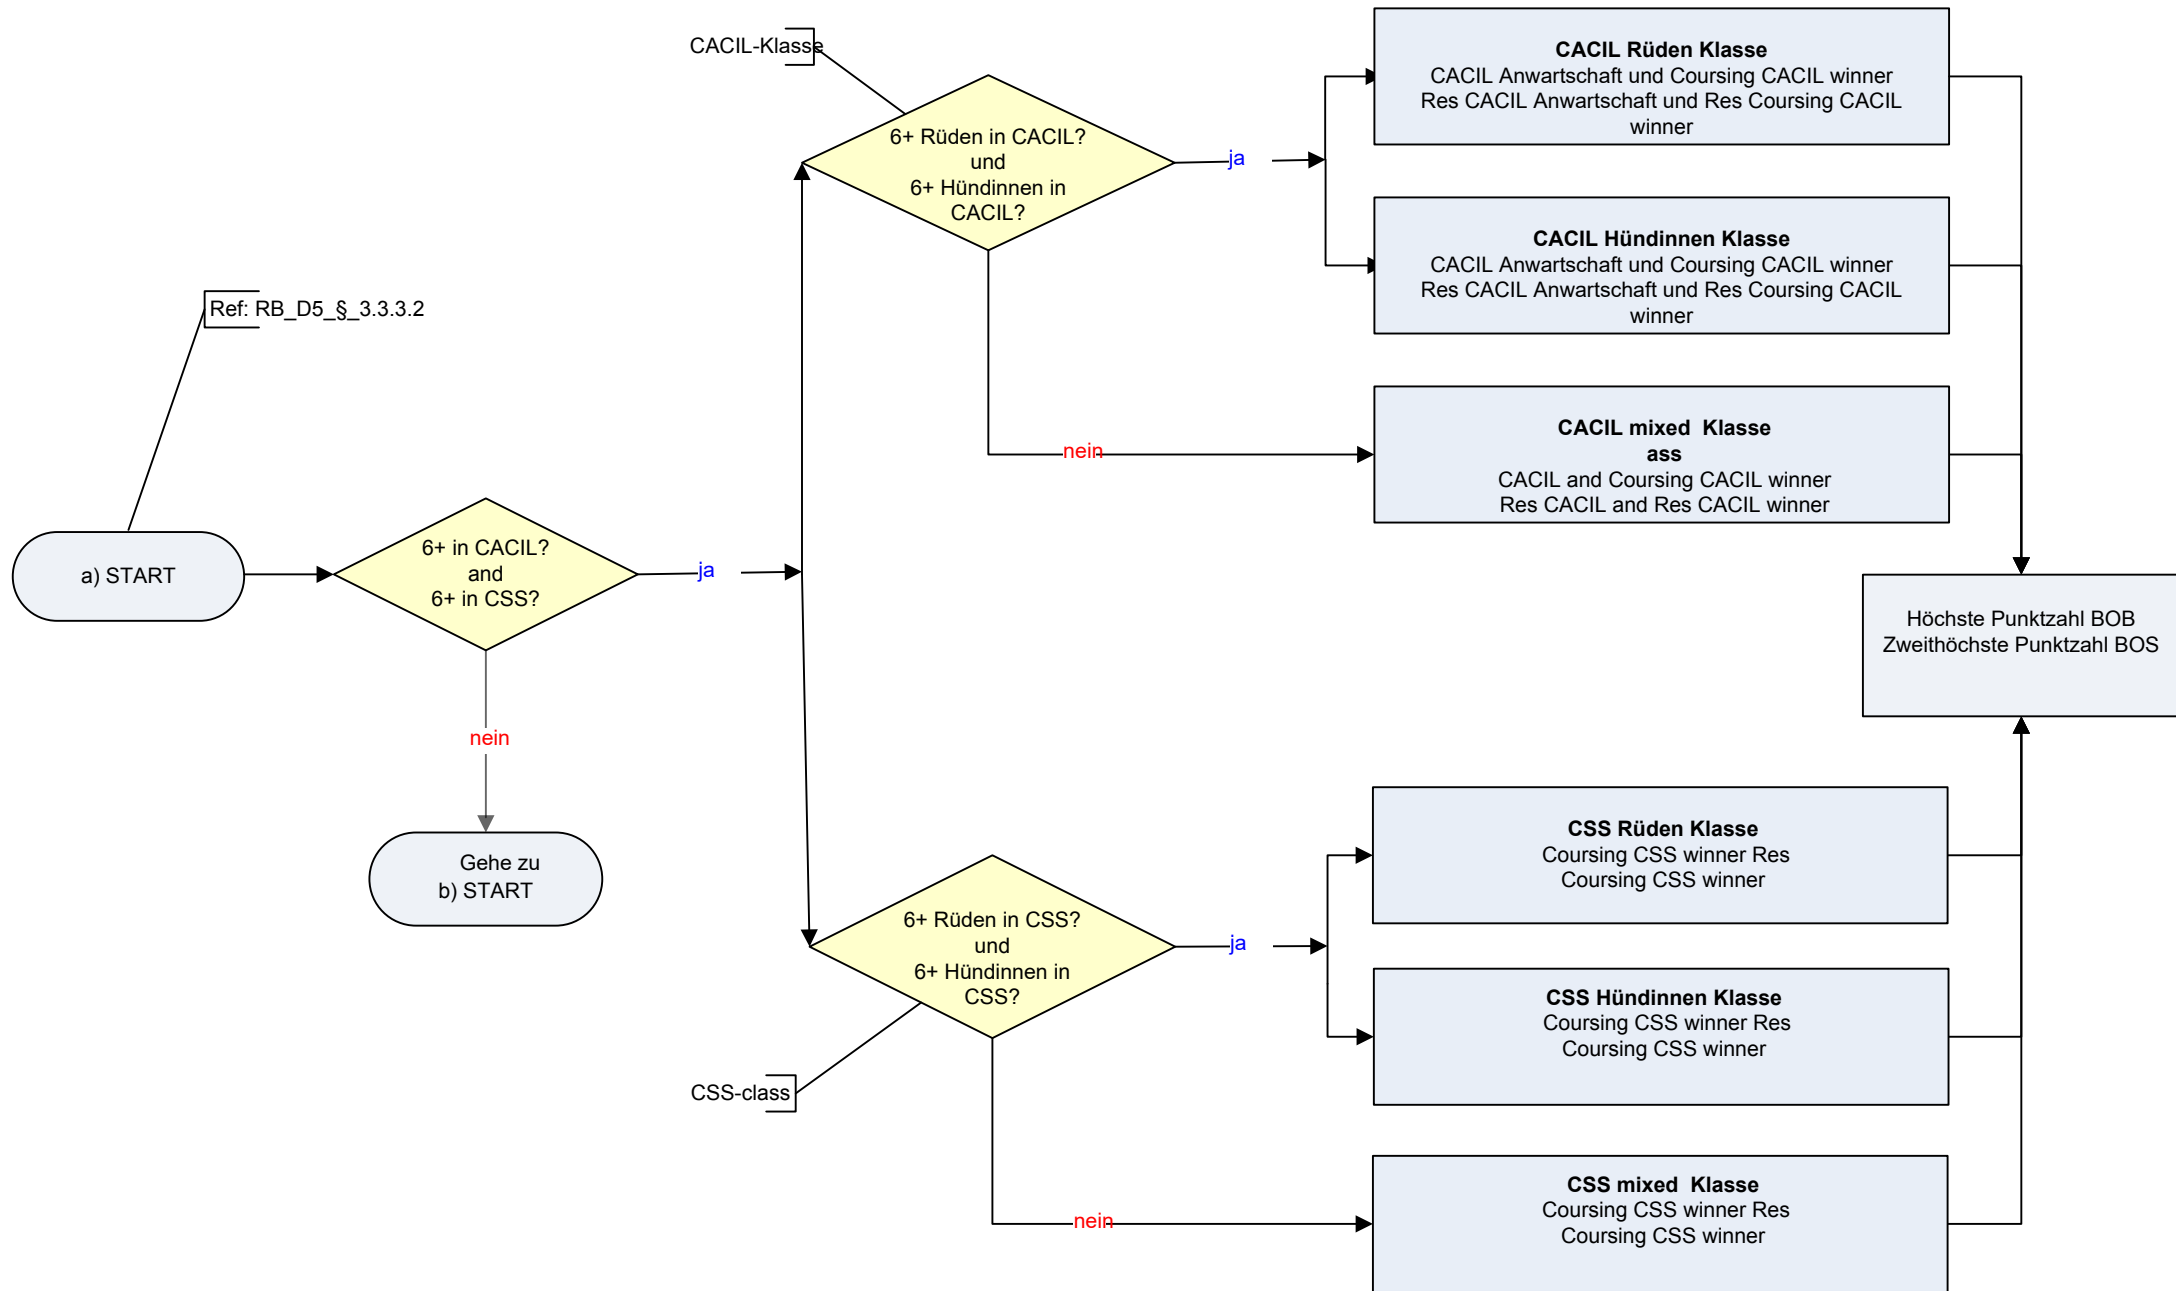 CACIL-Klasse
CACIL Rüden Klasse
CACIL Anwartschaft und Coursing CACIL winner
Res CACIL Anwartschaft und Res Coursing CACIL
winner
6+ Rüden in CACIL?
und
6+ Hündinnen in
CACIL?
ja
CACIL Hündinnen Klasse
CACIL Anwartschaft und Coursing CACIL winner
Res CACIL Anwartschaft und Res Coursing CACIL
winner
Ref: RB_D5_§_3.3.3.2
nein
CACIL mixed  Klasse
ass
CACIL and Coursing CACIL winner
Res CACIL and Res CACIL winner
a) START
6+ in CACIL?
and
6+ in CSS?
ja
nein
Gehe zu
b) START
Höchste Punktzahl BOB
Zweithöchste Punktzahl BOS
CSS Rüden Klasse
Coursing CSS winner Res
Coursing CSS winner
6+ Rüden in CSS?
und
6+ Hündinnen in
CSS?
ja
CSS Hündinnen Klasse
Coursing CSS winner Res
Coursing CSS winner
CSS-class
nein
CSS mixed  Klasse
Coursing CSS winner Res
Coursing CSS winner